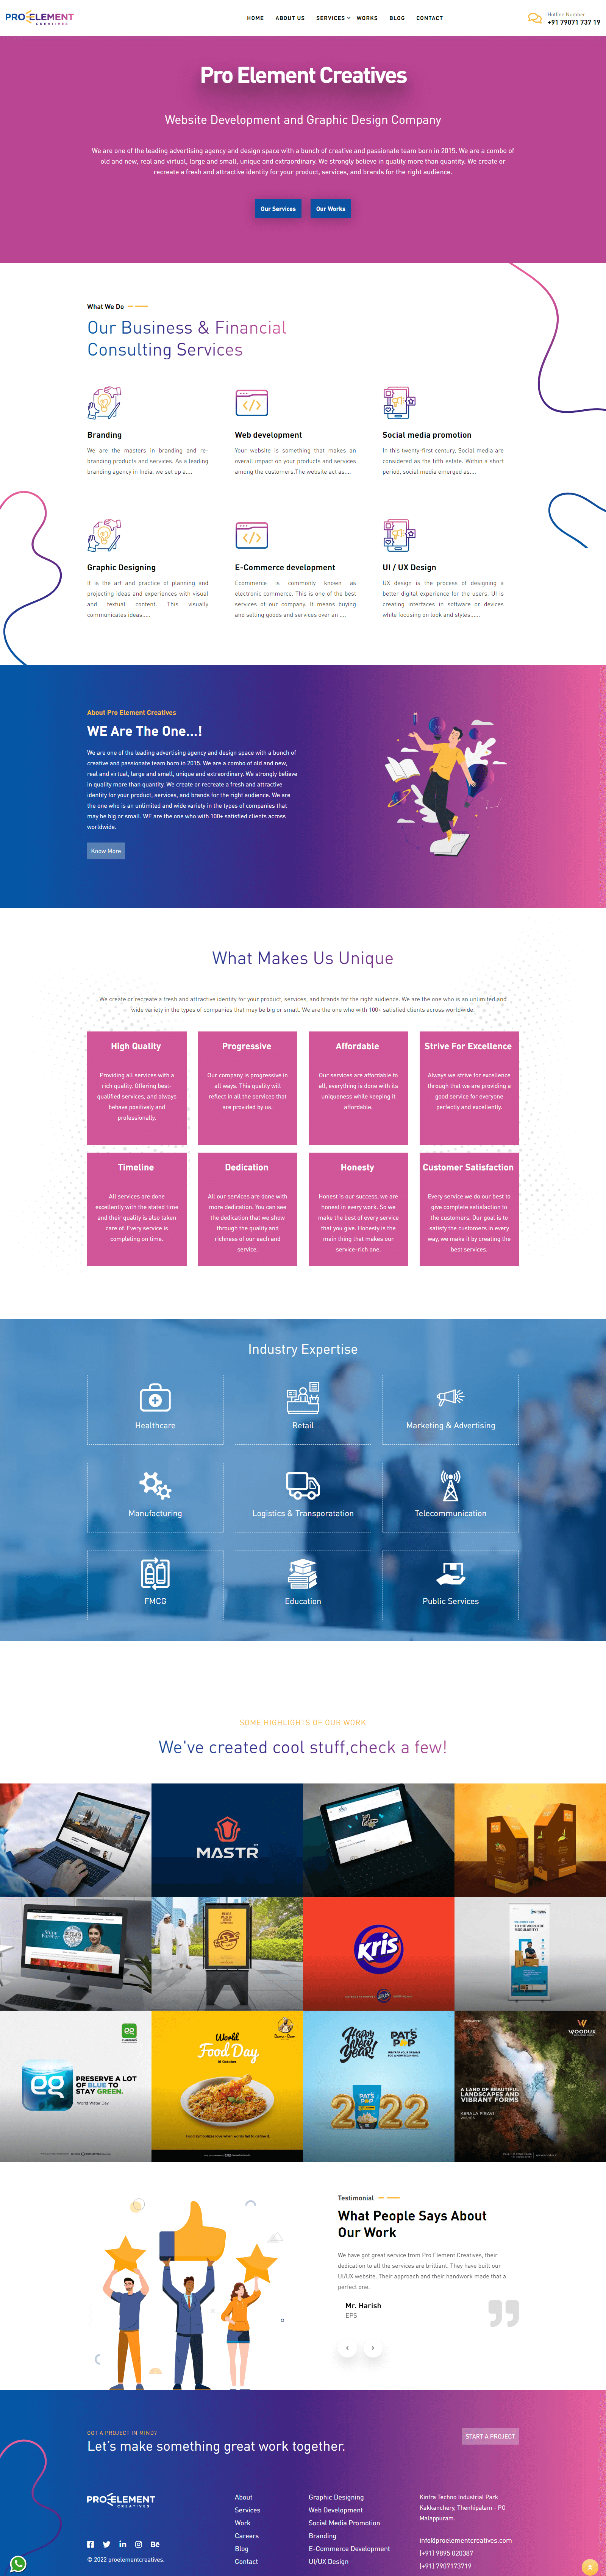 PRO ELEMENT
CREATIVES
HOME ABOUT US SERVICES WORKS BLOG CONTACT
Hotline Number
+91 79071 737 19
Pro Element Creatives
Website Development and Graphic Design Company
We are one of the leading advertising agency and design space with a bunch of creative and passionate team born in 2015. We are a combo of
old and new, real and virtual, large and small, unique and extraordinary. We strongly believe in quality more than quantity. We create or
recreate a fresh and attractive identity for your product, services, and brands for the right audience.
Our Services Our Works
What We Do
Our Business & Financial
Consulting Services
Branding
We are the masters in branding and re-
branding products and services. As a leading
branding agency in India, we set up a.....
Web development
Your website is something that makes an
overall impact on your products and services
among the customers.The website act as.....
Social media promotion
In this twenty-first century, Social media are
considered as the fifth estate. Within a short
period, social media emerged as.....
Graphic Designing
It is the art and practice of planning and
projecting ideas and experiences with visual
and textual content. This visually
communicates ideas......
E-Commerce development
Ecommerce is commonly known as
electronic commerce. This is one of the best
services of our company. It means buying
and selling goods and services over an .....
UI / UX Design
UX design is the process of designing a
better digital experience for the users. UI is
creating interfaces in software or devices
while focusing on look and styles.......
About Pro Element Creatives
WE Are The One...!
We are one of the leading advertising agency and design space with a bunch of
creative and passionate team born in 2015. We are a combo of old and new,
real and virtual, large and small, unique and extraordinary. We strongly believe
in quality more than quantity. We create or recreate a fresh and attractive
identity for your product, services, and brands for the right audience. We are
the one who is an unlimited and wide variety in the types of companies that
may be big or small. WE are the one who with 100+ satisfied clients across
worldwide.
Know More
What Makes Us Unique
We create or recreate a fresh and attractive identity for your product, services, and brands for the right audience. We are the one who is an unlimited and
wide variety in the types of companies that may be big or small. We are the one who with 100+ satisfied clients across worldwide.
High Quality
Providing all services with a
rich quality. Offering best-
qualified services, and always
behave positively and
professionally.
Progressive
Our company is progressive in
all ways. This quality will
reflect in all the services that
are provided by us.
Affordable
Our services are affordable to
all, everything is done with its
uniqueness while keeping it
affordable.
Strive For Excellence
Always we strive for excellence
through that we are providing a
good service for everyone
perfectly and excellently.
Timeline
All services are done
excellently with the stated time
and their quality is also taken
care of. Every service is
completing on time.
Dedication
All our services are done with
more dedication. You can see
the dedication that we show
through the quality and
richness of our each and
service.
Honesty
Honest is our success, we are
honest in every work. So we
make the best of every service
that you give. Honesty is the
main thing that makes our
service-rich one.
Customer Satisfaction
Every service we do our best to
give complete satisfaction to
the customers. Our goal is to
satisfy the customers in every
way, we make it by creating the
best services.
Industry Expertise
Healthcare
Retail
Marketing & Advertising
Manufacturing
Logistics & Transporatation
Telecommunication
FMCG
Education
Public Services
SOME HIGHLIGHTS OF OUR WORK
We've created cool stuff,check a few!
MASTR
Shine
Forever
kris
TO THE WORLD OF
eg
PRESERVE A LOT
OF BLUE TO
STAY GREEN.
World Water Day
World
Food Day
16 October
Happy
New
Year!
PAT'S
POP
2022
WOODUX
A LAND OF BEAUTIFUL
LANDSCAPES AND
VIBRANT FORMS
KERALA PIRAVI
Testimonial
What People Says About
Our Work
We have got great service from Pro Element Creatives, their
dedication to all the services are brilliant. They have built our
UI/UX website. Their approach and their handwork made that a
perfect one.
Mr. Harish
EPS
GOT A PROJECT IN MIND?
Let's make something great work together.
START A PROJECT
PRO ELEMENT
CREATIVES
© 2022 proelementcreatives.
About
Services
Work
Careers
Blog
Contact
Graphic Designing
Web Development
Social Media Promotion
Branding
E-Commerce Development
UI/UX Design
Kinfra Techno Industrial Park
Kakkanchery, Thenhipalam - PO
Malappuram.
info@proelementcreatives.com
(+91) 9895 020387
(+91) 7907173719